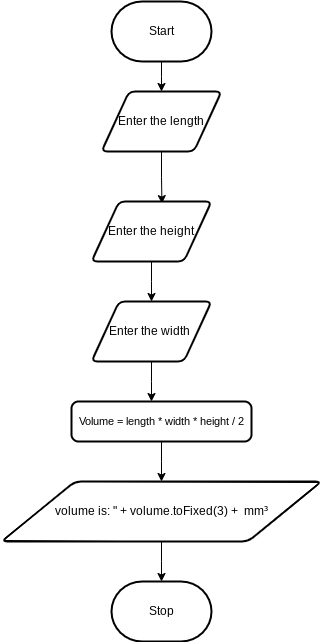 Start
Enter the length
Enter the height
Enter the width
Volume = length * width * height / 2
volume is: " + volume.toFixed(3) + mm³
Stop